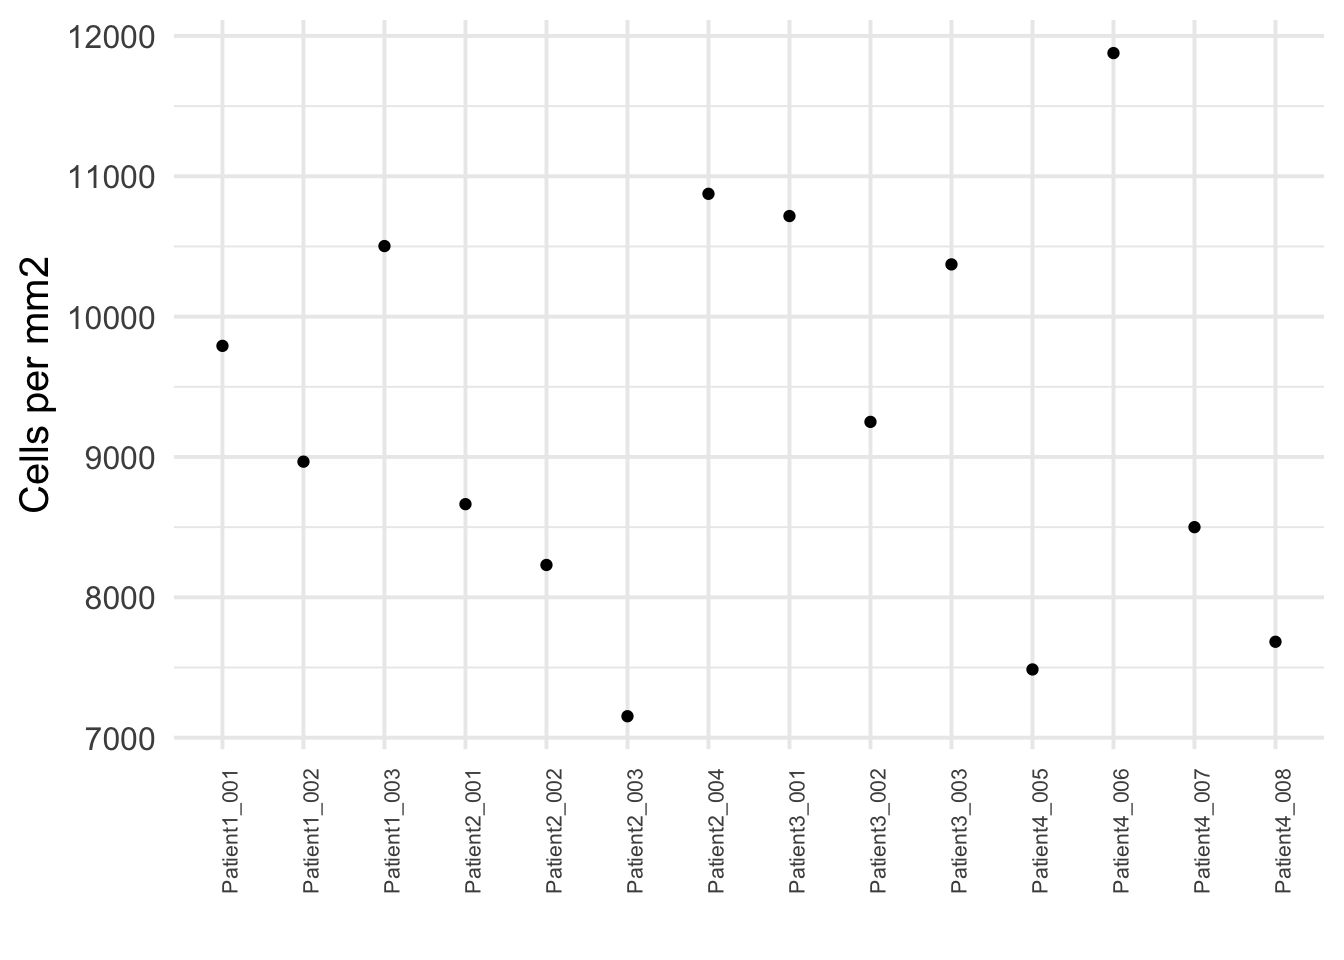 Cells per mm2
12000
11000
10000
9000
8000
7000
Patient1_001
Patient1_002
Patient1_003
Patient2_001
Patient2_002
Patient2_003
Patient2_004
Patient3_001
Patient3_002
Patient3_003
Patient4_005
Patient4_006
Patient4_007
Patient4_008